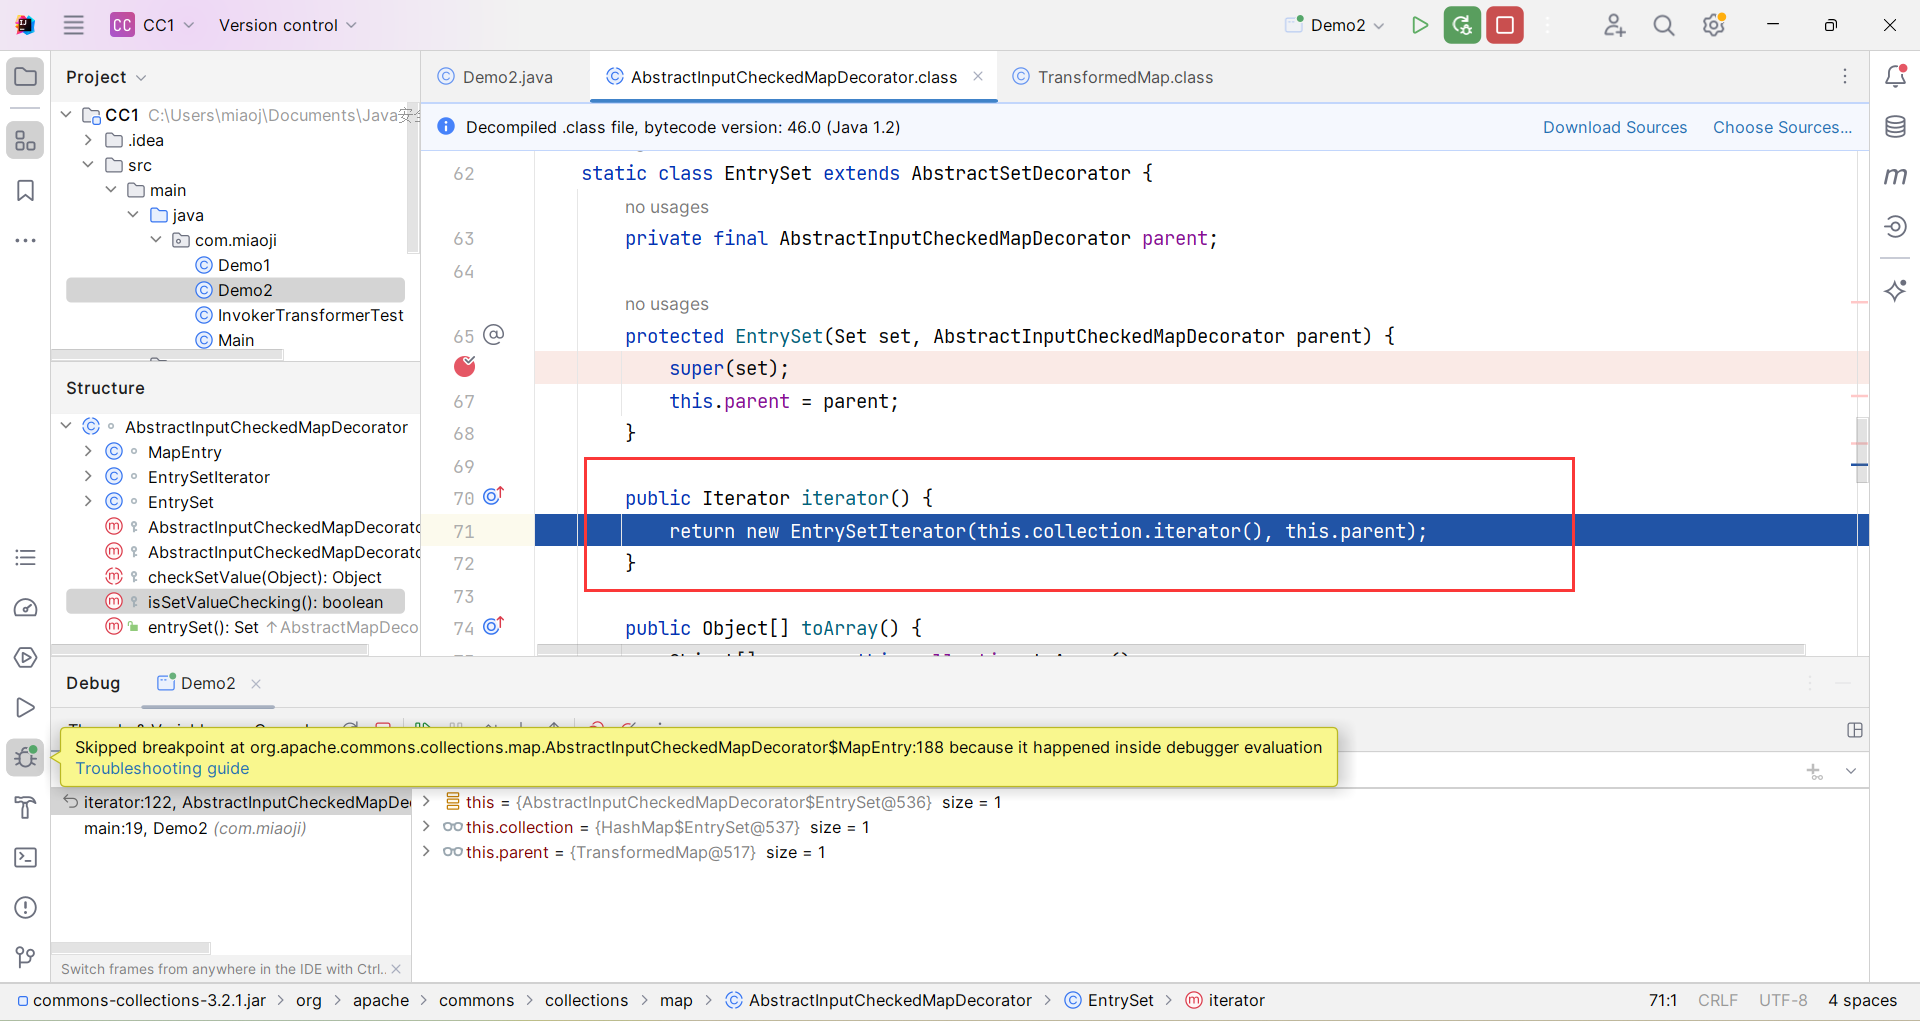 CC CC1 Version control Demo2
Project
CC1 C:\Users\miaoj\Documents\Java安全
.idea
src
main
java
com.miaoji
Demo1
Demo2
InvokerTransformerTest
Main
Structure
AbstractInputCheckedMapDecorator
MapEntry
EntrySetIterator
EntrySet
AbstractInputCheckedMapDecorato
AbstractInputCheckedMapDecorato
checkSetValue(Object): Object
isSetValueChecking(): boolean
entrySet(): Set ↑AbstractMapDeco
Demo2.java AbstractInputCheckedMapDecorator.class TransformedMap.class
Decompiled .class file, bytecode version: 46.0 (Java 1.2) Download Sources Choose Sources...
62 static class EntrySet extends AbstractSetDecorator {
no usages
63 private final AbstractInputCheckedMapDecorator parent;
64
no usages
65 @ protected EntrySet(Set set, AbstractInputCheckedMapDecorator parent) {
super(set);
67 this.parent = parent;
68 }
69
70 public Iterator iterator() {
71 return new EntrySetIterator(this.collection.iterator(), this.parent);
72 }
73
74 public Object[] toArray() {
Debug Demo2
Skipped breakpoint at org.apache.commons.collections.map.AbstractInputCheckedMapDecorator$MapEntry:188 because it happened inside debugger evaluation
Troubleshooting guide
iterator:122, AbstractInputCheckedMapDe
main:19, Demo2 (com.miaoji)
this = {AbstractInputCheckedMapDecorator$EntrySet@536} size = 1
this.collection = {HashMap$EntrySet@537} size = 1
this.parent = {TransformedMap@517} size = 1
Switch frames from anywhere in the IDE with Ctrl..
commons-collections-3.2.1.jar org apache commons collections map AbstractInputCheckedMapDecorator EntrySet iterator 71:1 CRLF UTF-8 4 spaces